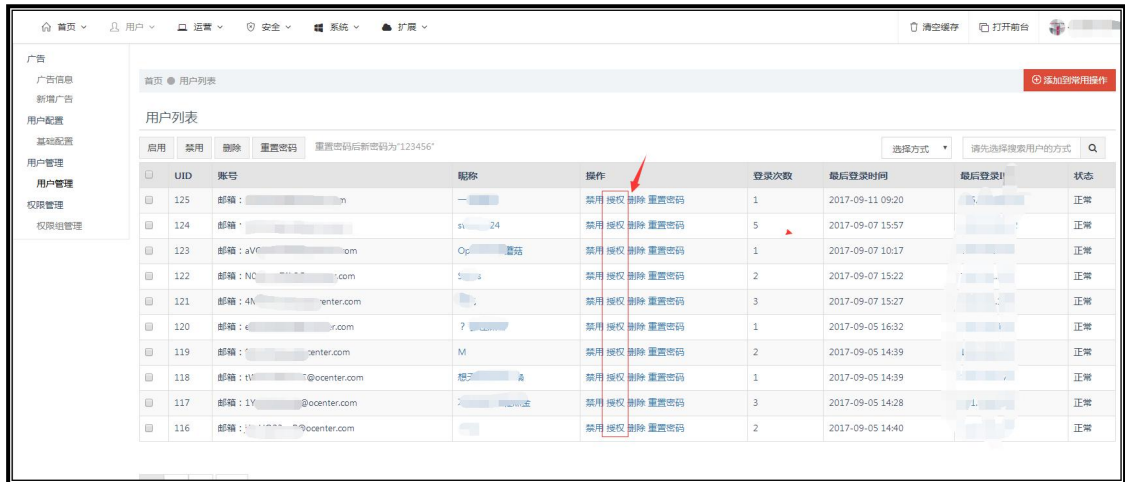 首页 用户 运营 安全 系统 扩展 清空缓存 打开前台
广告
广告信息
新增广告
用户配置
基础配置
用户管理
用户管理
权限管理
权限组管理
首页 用户列表 添加到常用操作
用户列表
启用 禁用 删除 重置密码 重置密码后新密码为"123456" 选择方式 请先选择搜索用户的方式
UID 账号 昵称 操作 登录次数 最后登录时间 最后登录 状态
125 邮箱： 禁用 授权 删除 重置密码 1 2017-09-11 09:20 正常
124 邮箱： 24 禁用 授权 删除 重置密码 5 2017-09-07 15:57 正常
123 邮箱：aV om Op 蘑菇 禁用 授权 删除 重置密码 1 2017-09-07 10:17 正常
122 邮箱：N .com 禁用 授权 删除 重置密码 2 2017-09-07 15:22 正常
121 邮箱：4 enter.com 禁用 授权 删除 重置密码 3 2017-09-07 15:27 正常
120 邮箱：e r.com ? 禁用 授权 删除 重置密码 1 2017-09-05 16:32 正常
119 邮箱： center.com M 禁用 授权 删除 重置密码 2 2017-09-05 14:39 正常
118 邮箱：t @ocenter.com 想 禁用 授权 删除 重置密码 1 2017-09-05 14:39 正常
117 邮箱：1Y @ocenter.com 禁用 授权 删除 重置密码 3 2017-09-05 14:28 正常
116 邮箱： @ocenter.com 禁用 授权 删除 重置密码 2 2017-09-05 14:40 正常